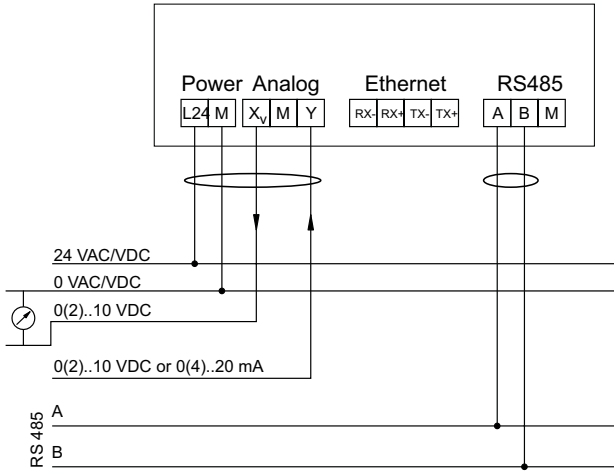 Power Analog Ethernet RS485
L24 M Xv M Y RX- RX+ TX- TX+ A B M
24 VAC/VDC
0 VAC/VDC
0(2)..10 VDC
0(2)..10 VDC or 0(4)..20 mA
RS 485
A
B